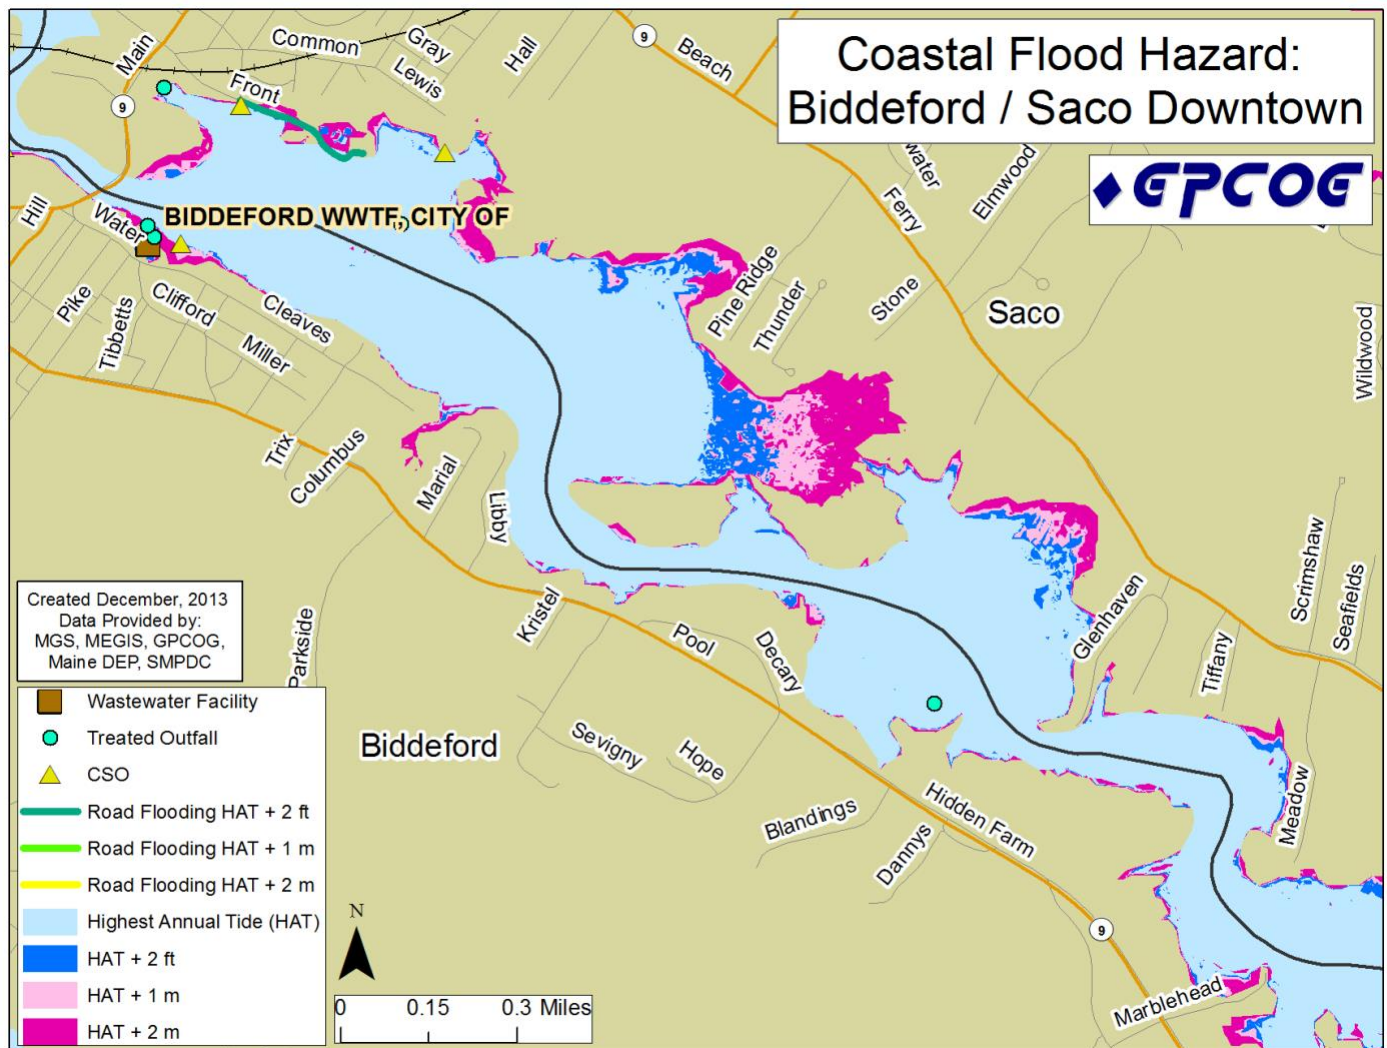 Coastal Flood Hazard:
Biddeford / Saco Downtown
GPCOG
Main
Common
Gray
Hall
Lewis
Front
9
9
Beach
water
Elmwood
Ferry
Hill
Water
BIDDEFORD WWTF, CITY OF
Pine Ridge
Thunder
Stone
Saco
Wildwood
Pike
Tibbetts
Clifford
Cleaves
Miller
Trix
Columbus
Marial
Libby
Scrimshaw
Seafields
Glenhaven
Tiffany
Kristel
Pool
Decary
Parkside
Biddeford
Sevigny
Hope
Blandings
Dannys
Hidden Farm
Meadow
9
Marblehead
Created December, 2013
Data Provided by:
MGS, MEGIS, GPCOG,
Maine DEP, SMPDC
Wastewater Facility
Treated Outfall
CSO
Road Flooding HAT + 2 ft
Road Flooding HAT + 1 m
Road Flooding HAT + 2 m
Highest Annual Tide (HAT)
HAT + 2 ft
HAT + 1 m
HAT + 2 m
N
0 0.15 0.3 Miles